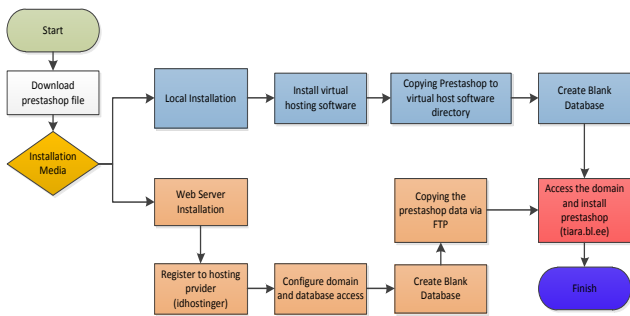 Start
Download
prestashop file
Installation
Media
Local Installation
Install virtual
hosting software
Copying Prestashop to
virtual host software
directory
Create Blank
Database
Web Server
Installation
Register to hosting
prvider
(idhostinger)
Configure domain
and database access
Create Blank
Database
Copying the
prestashop data via
FTP
Access the domain
and install
prestashop
(tiara.bl.ee)
Finish